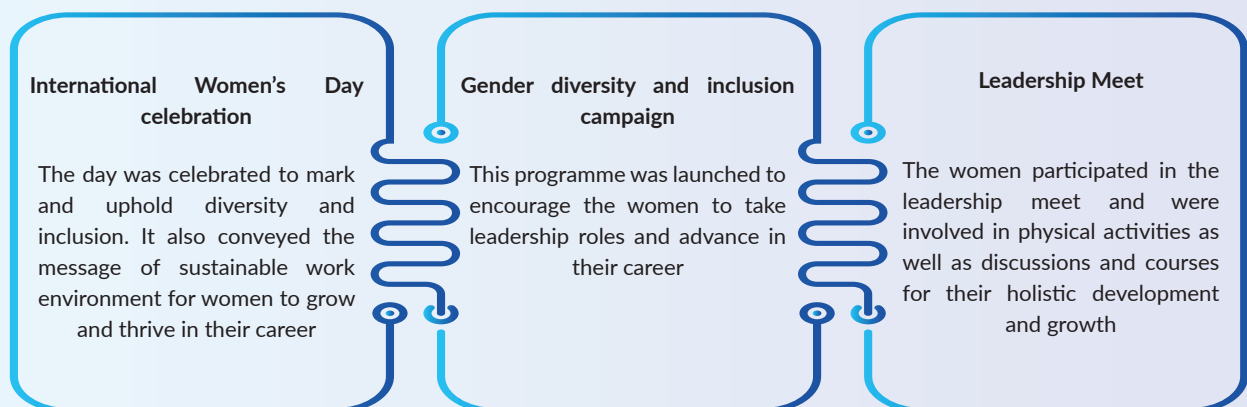 International Women's Day
celebration
The day was celebrated to mark
and uphold diversity and
inclusion. It also conveyed the
message of sustainable work
environment for women to grow
and thrive in their career
Gender diversity and inclusion
campaign
This programme was launched to
encourage the women to take
leadership roles and advance in
their career
Leadership Meet
The women participated in the
leadership meet and were
involved in physical activities as
well as discussions and courses
for their holistic development
and growth